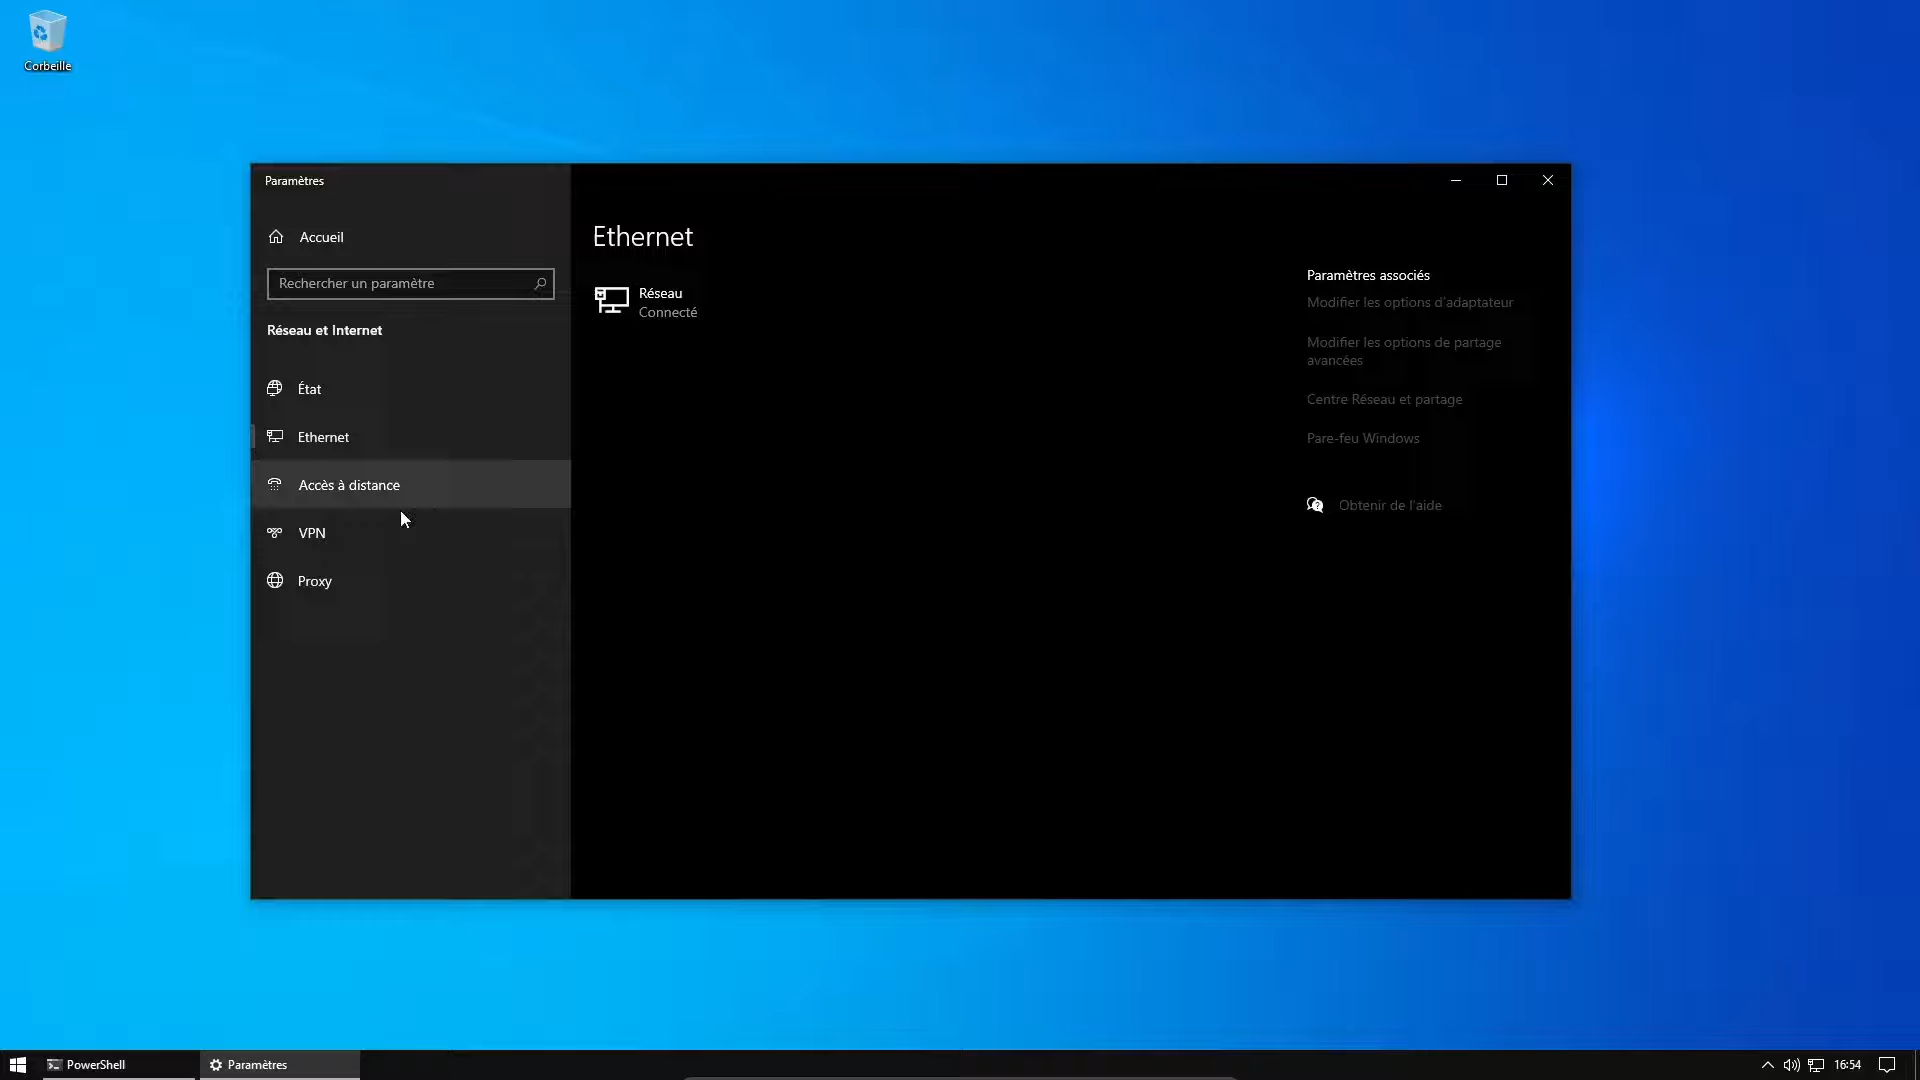 Corbeille
Paramètres
Accueil
Rechercher un paramètre
Réseau et Internet
État
Ethernet
Accès à distance
VPN
Proxy
Ethernet
Réseau
Connecté
Paramètres associés
Modifier les options d'adaptateur
Modifier les options de partage
avancées
Centre Réseau et partage
Pare-feu Windows
Obtenir de l'aide
PowerShell
Paramètres
16:54